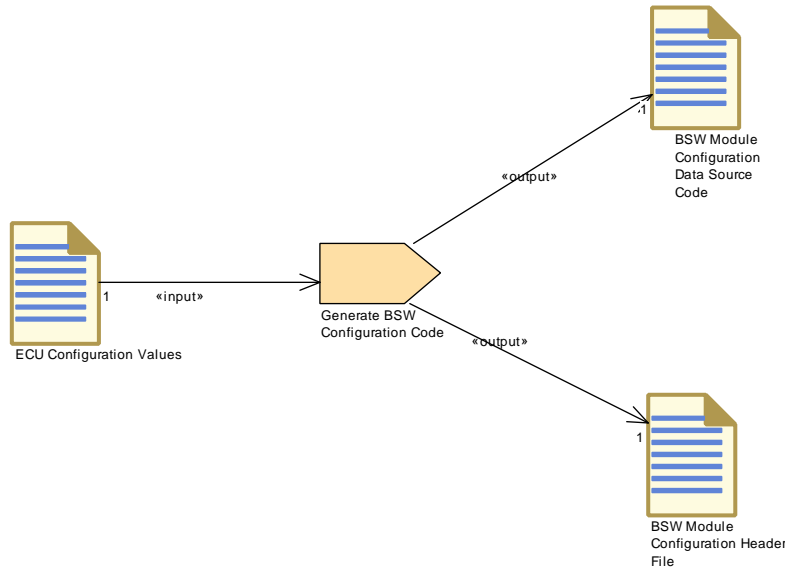 1
BSW Module
Configuration
Data Source
Code
«output»
1
«input»
ECU Configuration Values
Generate BSW
Configuration Code
«output»
1
BSW Module
Configuration Header
File